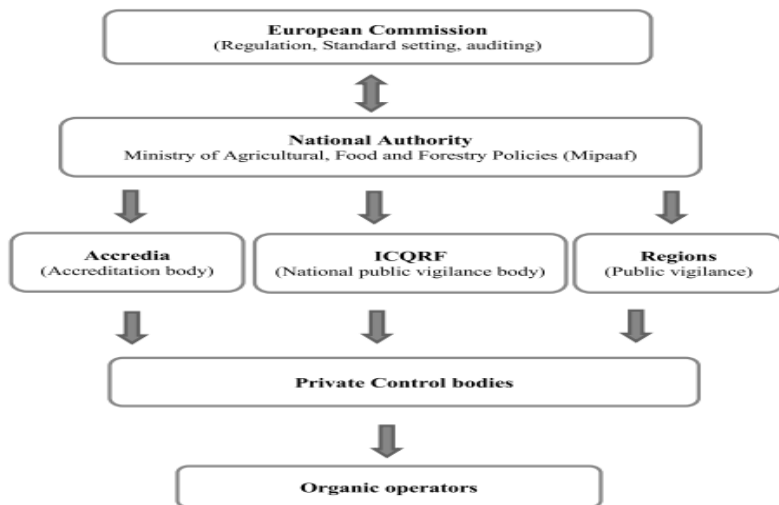 European Commission
(Regulation, Standard setting, auditing)
National Authority
Ministry of Agricultural, Food and Forestry Policies (Mipaaf)
Accredia
(Accreditation body)
ICQRF
(National public vigilance body)
Regions
(Public vigilance)
Private Control bodies
Organic operators